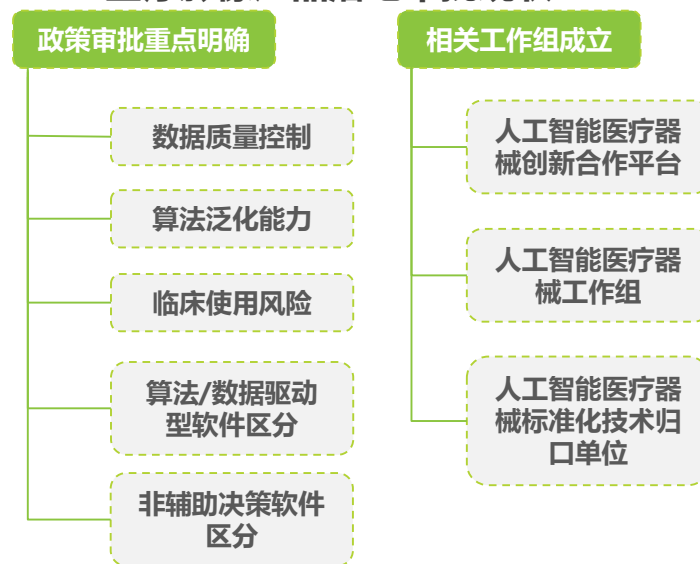 政策审批重点明确
数据质量控制
算法泛化能力
临床使用风险
算法/数据驱动
型软件区分
非辅助决策软件
区分
相关工作组成立
人工智能医疗器
械创新合作平台
人工智能医疗器
械工作组
人工智能医疗器
械标准化技术归
口单位